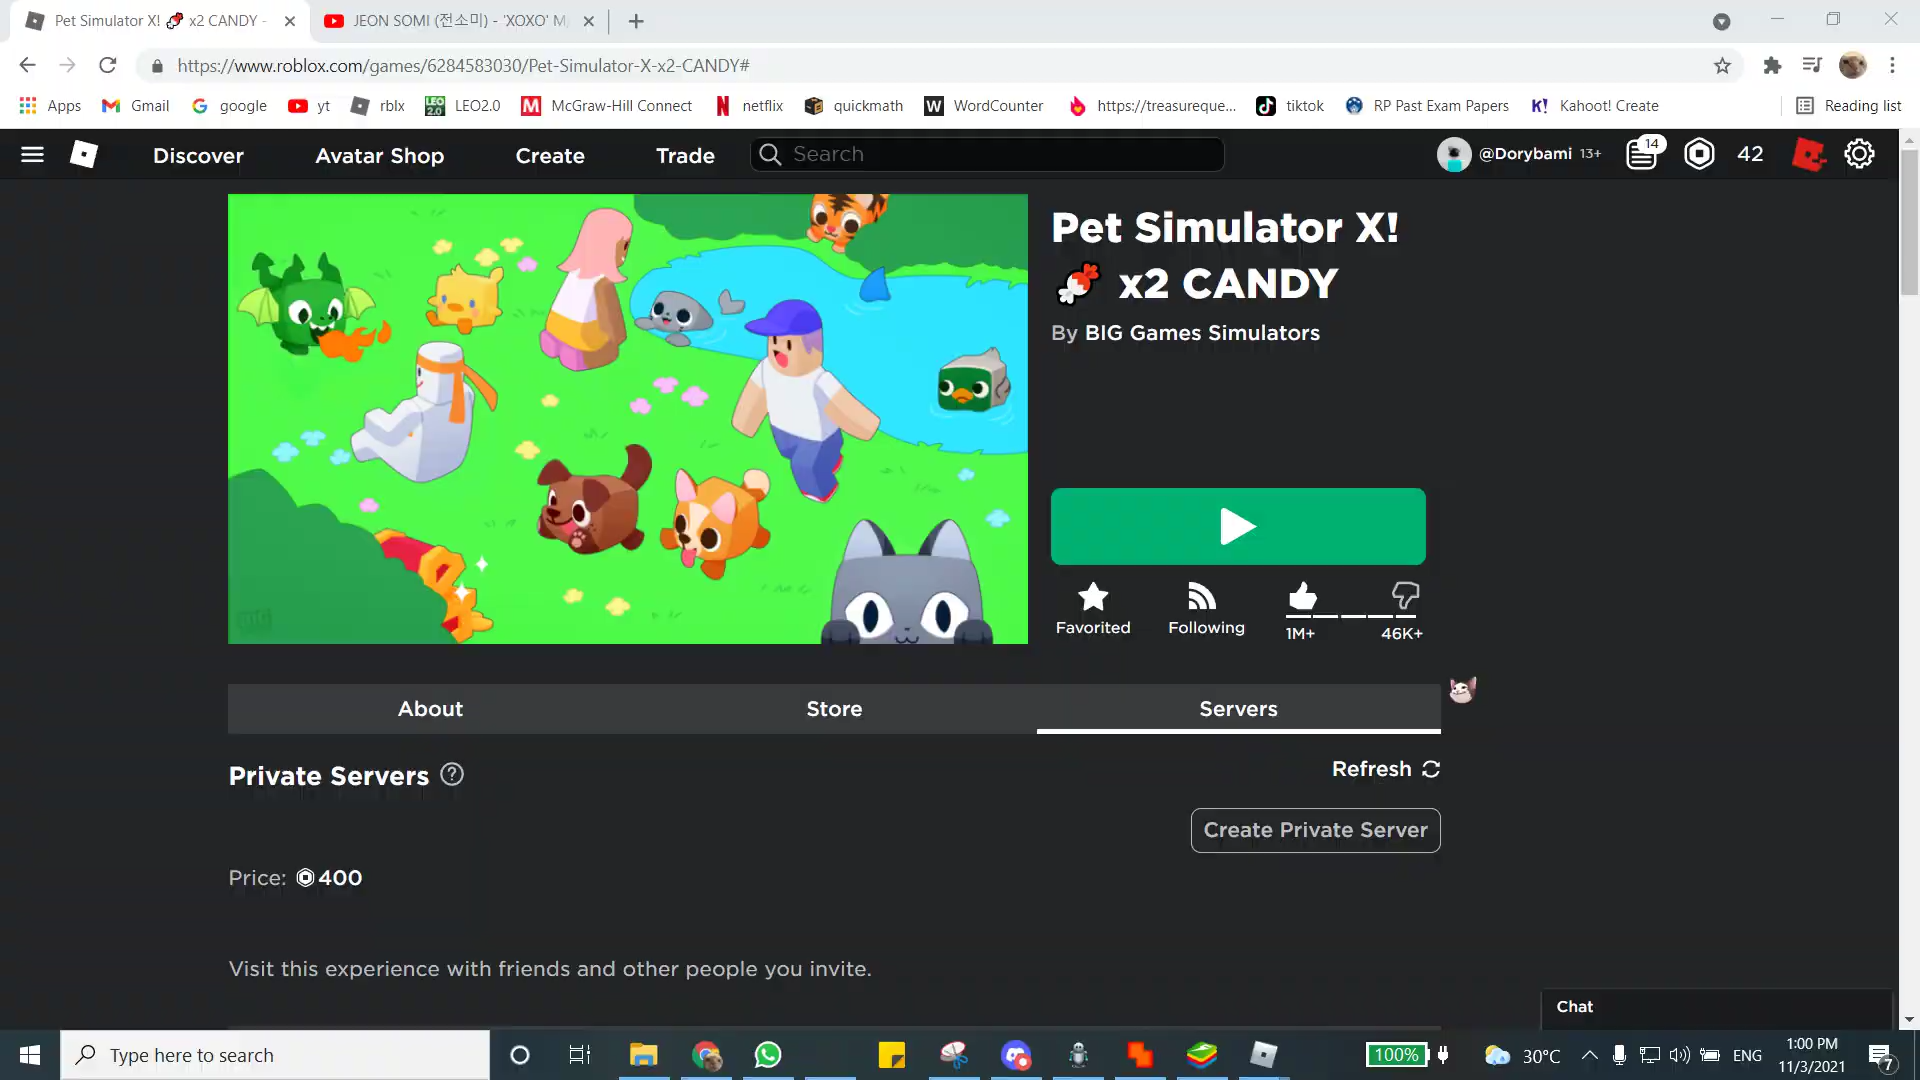 Pet Simulator X! x2 CANDY -
JEON SOMI (전소미) - 'XOXO' M
https://www.roblox.com/games/6284583030/Pet-Simulator-X-x2-CANDY#
Apps Gmail google yt rblx LEO2.0 McGraw-Hill Connect netflix quickmath WordCounter https://treasureque... tiktok RP Past Exam Papers Kahoot! Create Reading list
Discover Avatar Shop Create Trade Search @Dorybami 13+ 14 42
Pet Simulator X!
x2 CANDY
By BIG Games Simulators
Favorited Following 1M+ 46K+
About Store Servers
Private Servers
Refresh
Create Private Server
Price: 400
Visit this experience with friends and other people you invite.
Chat
Type here to search
100% 30°C ENG
1:00 PM
11/3/2021
7